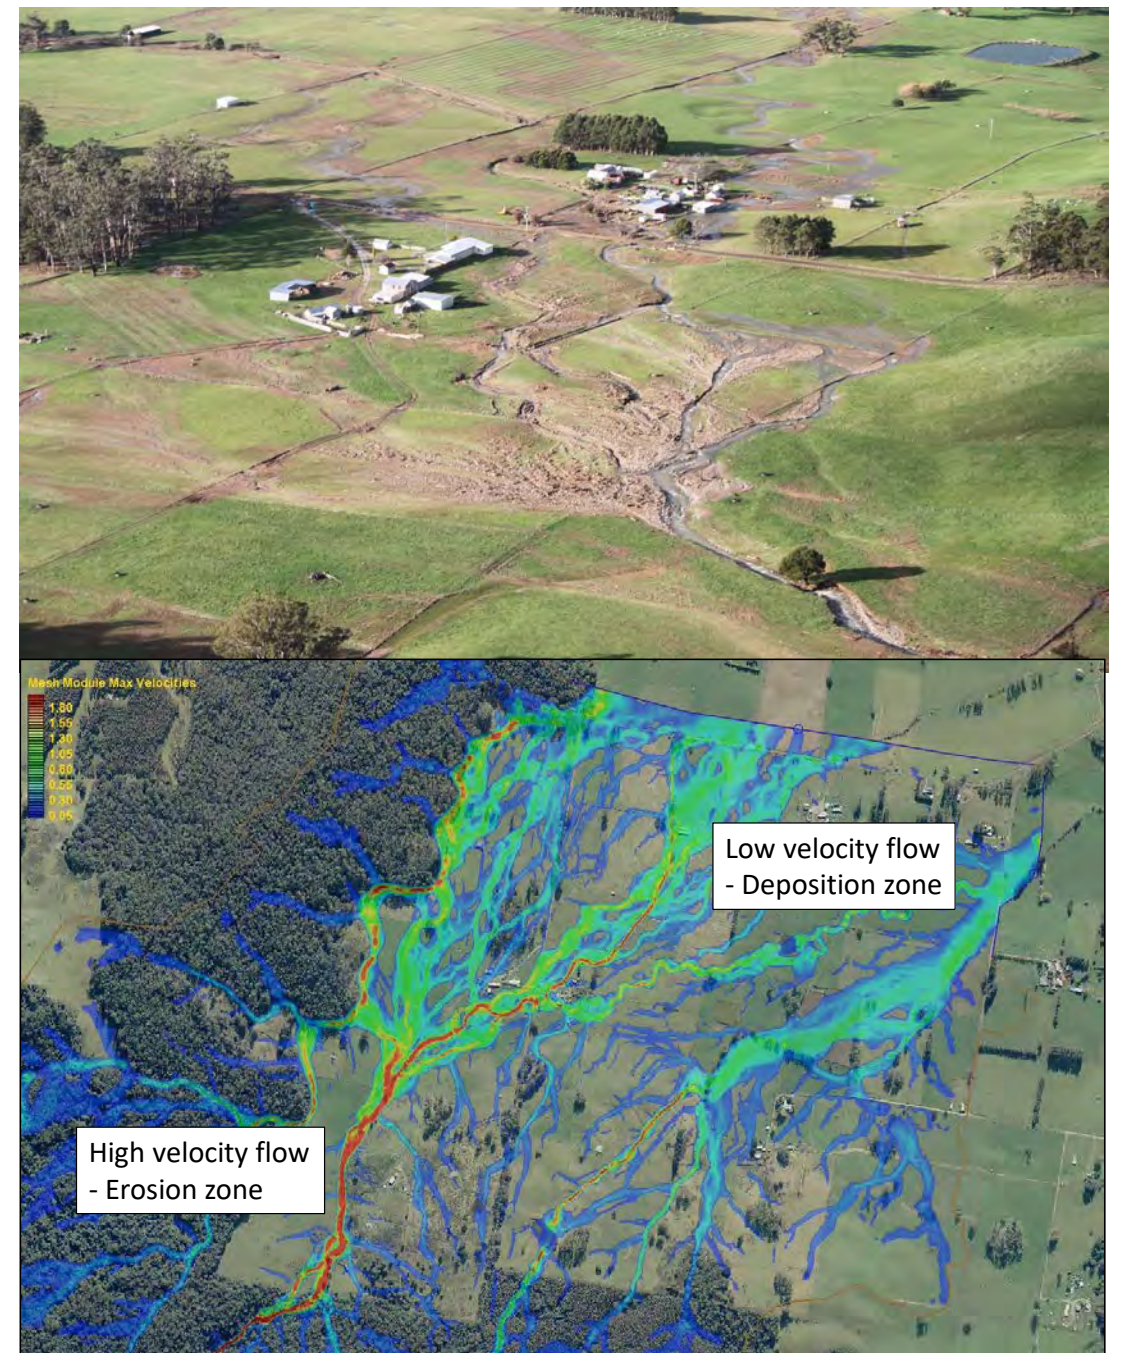 Mesh Module Max Velocities
1.80
1.55
1.30
1.05
0.80
0.55
0.30
0.05
Low velocity flow
- Deposition zone
High velocity flow
- Erosion zone